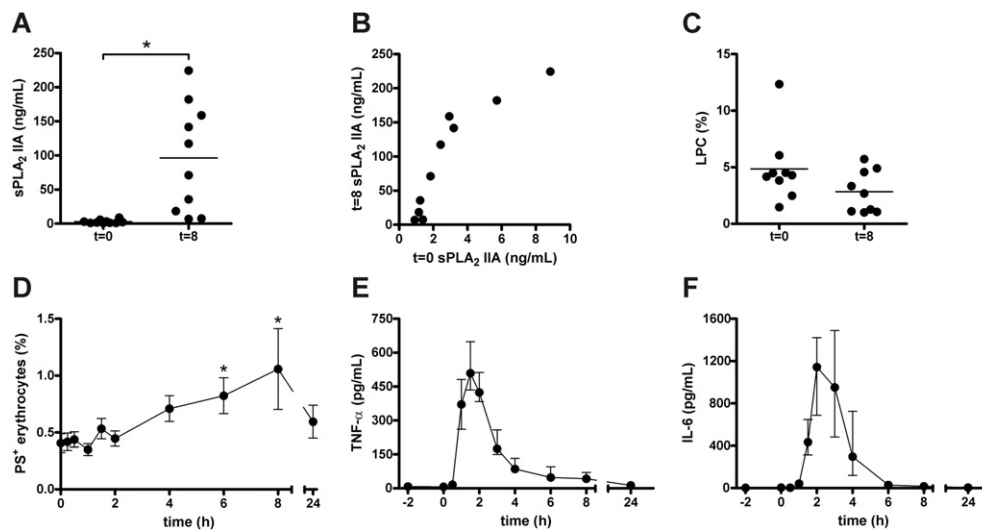 A
*
sPLA₂ IIA (ng/mL)
250
200
150
100
50
0
t=0 t=8
B
t=8 sPLA₂ IIA (ng/mL)
250
200
150
100
50
0
0 2 4 6 8 10
t=0 sPLA₂ IIA (ng/mL)
C
LPC (%)
15
10
5
0
t=0 t=8
D
PS⁺ erythrocytes (%)
1.5
1.0
0.5
0.0
* *
0 2 4 6 8 24
time (h)
E
TNF-α (pg/mL)
750
600
450
300
150
0
-2 0 2 4 6 8 24
time (h)
F
IL-6 (pg/mL)
1600
1200
800
400
0
-2 0 2 4 6 8 24
time (h)